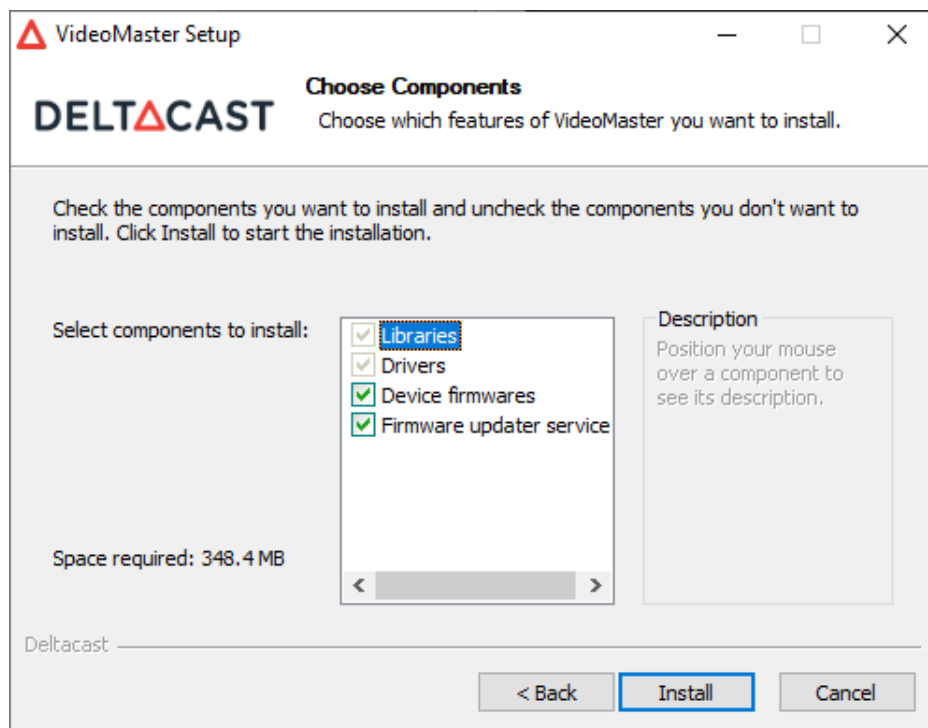 VideoMaster Setup
DELTACAST
Choose Components
Choose which features of VideoMaster you want to install.
Check the components you want to install and uncheck the components you don't want to
install. Click Install to start the installation.
Select components to install:
Libraries
Drivers
Device firmwares
Firmware updater service
Description
Position your mouse
over a component to
see its description.
Space required: 348.4 MB
Deltacast
< Back
Install
Cancel